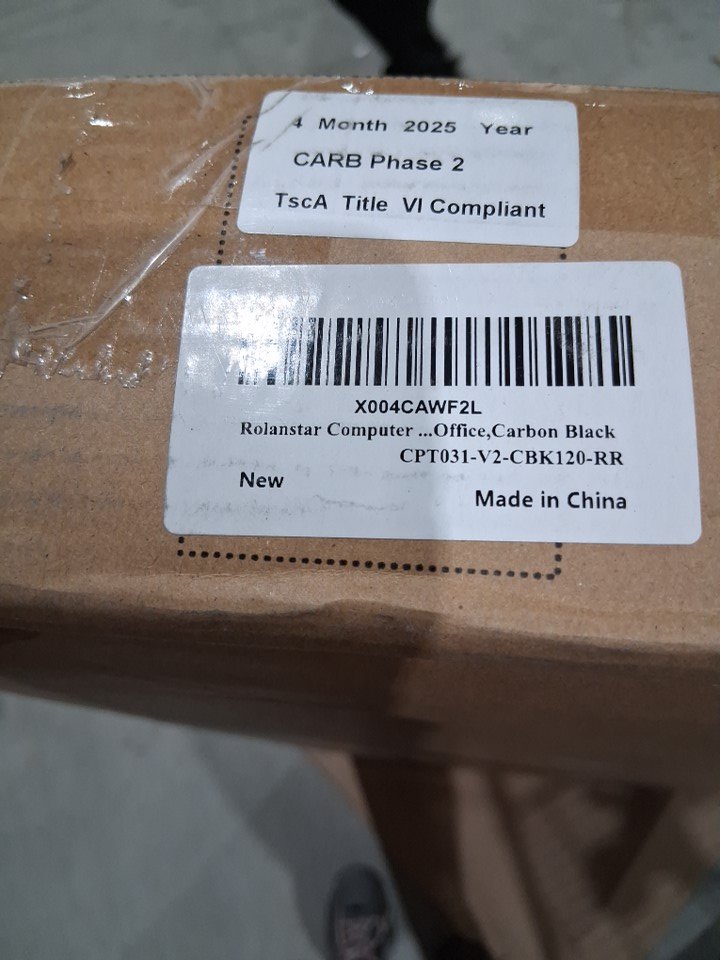 4 Month 2025 Year
CARB Phase 2
TscA Title VI Compliant
X004CAWF2L
Rolanstar Computer ...Office,Carbon Black
CPT031-V2-CBK120-RR
New
Made in China